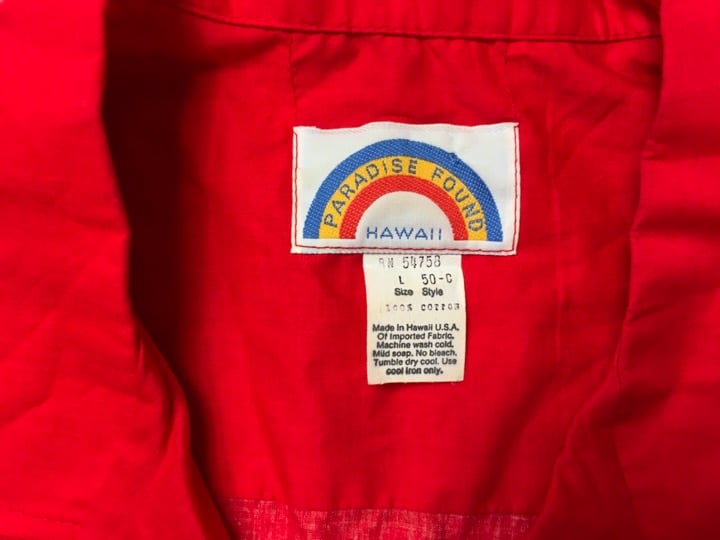 PARADISE FOUND
HAWAII
RN 54758
L 50-C
Size Style
100% COTTON
Made in Hawaii U.S.A.
Of Imported Fabric.
Machine wash cold.
Mild soap. No bleach.
Tumble dry cool. Use
cool iron only.